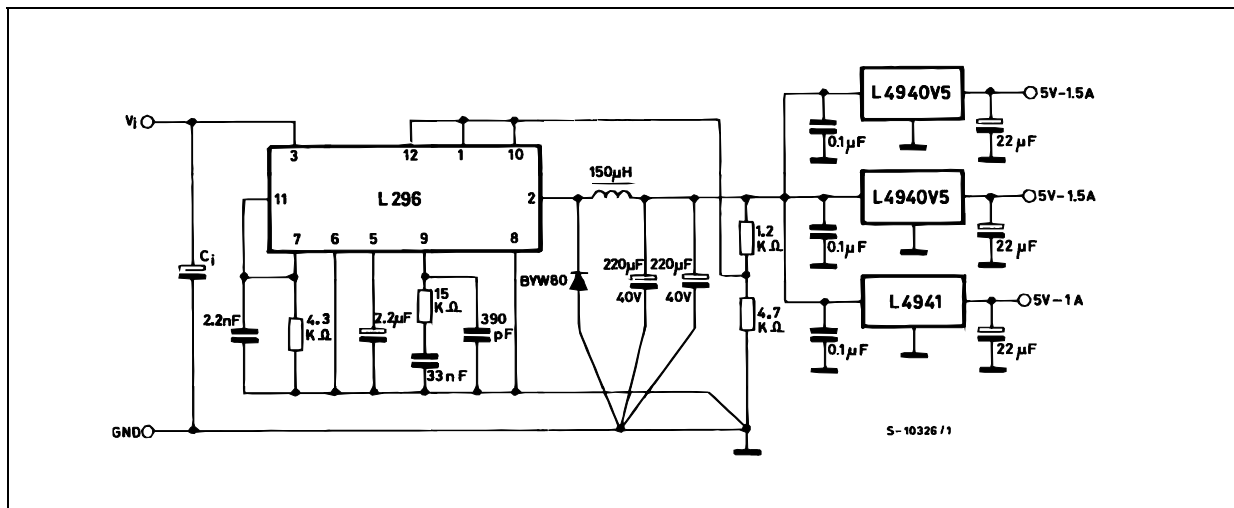 Vi
3
12
1
10
L296
11
2
7
6
5
9
8
Ci
2.2nF
4.3
KΩ
2.2µF
15
KΩ
390
pF
33nF
GND
150µH
BYW80
220µF
40V
220µF
40V
1.2
KΩ
4.7
KΩ
L4940V5
0.1µF
22µF
5V-1.5A
L4940V5
0.1µF
22µF
5V-1.5A
L4941
0.1µF
22µF
5V-1A
S-10326/1